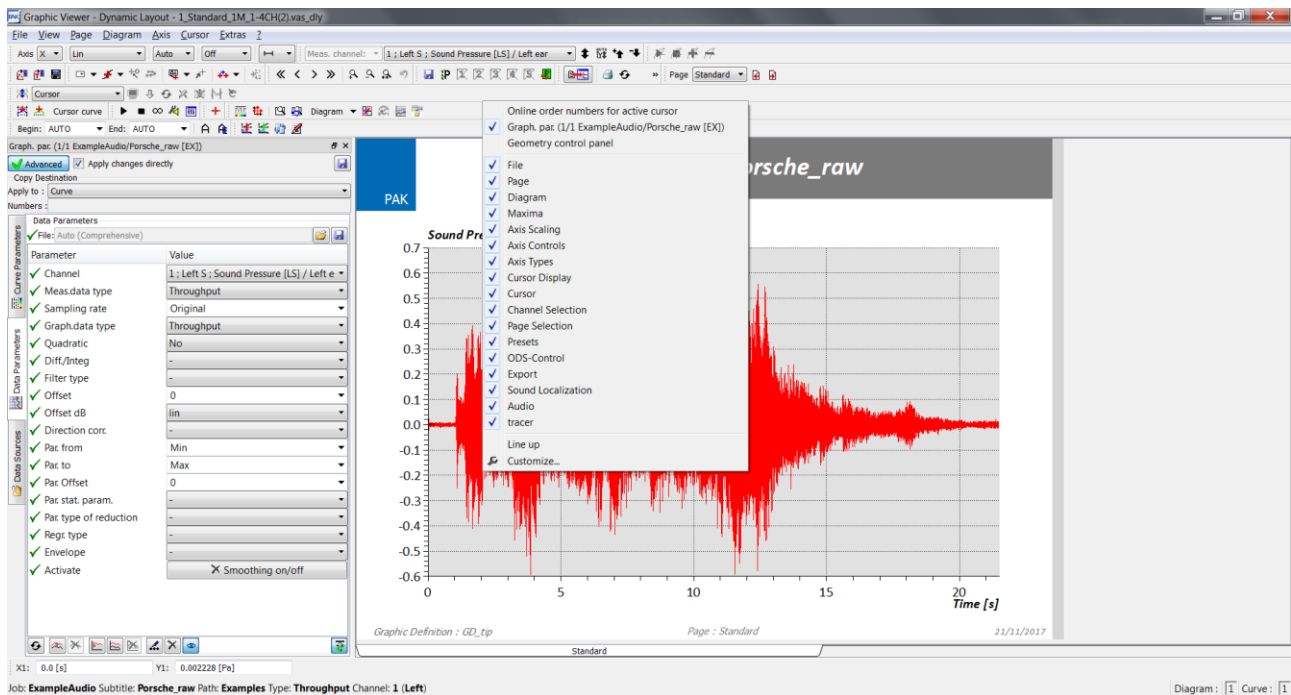 Graphic Viewer - Dynamic Layout - 1_Standard_1M_1-4CH(2).vas_dly
File View Page Diagram Axis Cursor Extras ?
Axis X Lin Auto Off Meas. channel: 1 ; Left S ; Sound Pressure [LS] / Left ear
Page Standard
Cursor
Cursor curve Diagram
Begin: AUTO End: AUTO
Graph. par. (1/1 ExampleAudio/Porsche_raw [EX])
Advanced Apply changes directly
Copy Destination
Apply to : Curve
Numbers :
Curve Parameters
Data Parameters
Data Sources
Data Parameters
File: Auto (Comprehensive)
Parameter Value
Channel 1 ; Left S ; Sound Pressure [LS] / Left e
Meas.data type Throughput
Sampling rate Original
Graph.data type Throughput
Quadratic No
Diff./Integ -
Filter type -
Offset 0
Offset dB lin
Direction corr. -
Par. from Min
Par. to Max
Par. Offset 0
Par. stat. param. -
Par. type of reduction -
Regr. type -
Envelope -
Activate Smoothing on/off
Online order numbers for active cursor
Graph. par. (1/1 ExampleAudio/Porsche_raw [EX])
Geometry control panel
File
Page
Diagram
Maxima
Axis Scaling
Axis Controls
Axis Types
Cursor Display
Cursor
Channel Selection
Page Selection
Presets
ODS-Control
Export
Sound Localization
Audio
tracer
Line up
Customize...
PAK
rsche_raw
Sound Pre
0.7
0.6
0.5
0.4
0.3
0.2
0.1
0.0
-0.1
-0.2
-0.3
-0.4
-0.5
-0.6
0 5 10 15 20
Time [s]
Graphic Definition : GD_tip Page : Standard 21/11/2017
Standard
X1: 0.0 [s] Y1: 0.002228 [Pa]
Job: ExampleAudio Subtitle: Porsche_raw Path: Examples Type: Throughput Channel: 1 (Left) Diagram : 1 Curve : 1